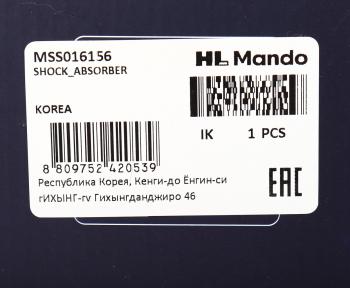 MSS016156
SHOCK_ABSORBER
HL Mando
KOREA
IK 1 PCS
8 809752 420539
Республика Корея, Кенги-до Ёнгин-си
гИХЫНГ-гv Гихынгданджиро 46
EAC